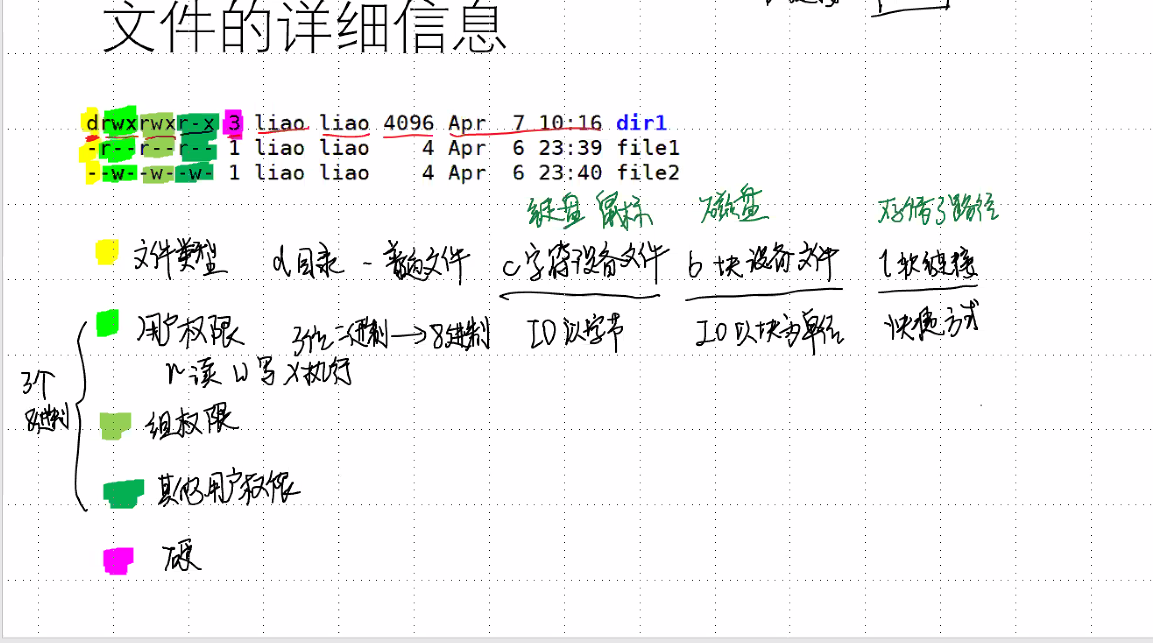 文件的详细信息
drwxrwxr-x 3 liao liao 4096 Apr  7 10:16 dir1
-r--r--r-- 1 liao liao    4 Apr  6 23:39 file1
--w--w--w- 1 liao liao    4 Apr  6 23:40 file2
键盘 鼠标 磁盘 存储了路径
文件类型 d目录 - 普通文件 c字符设备文件 b 块设备文件 l软链接
用户权限 3位二进制→8进制 IO以字节 IO以块为单位 快捷方式
r读 w写 x执行
3个
8进制
组权限
其他用户权限
硬